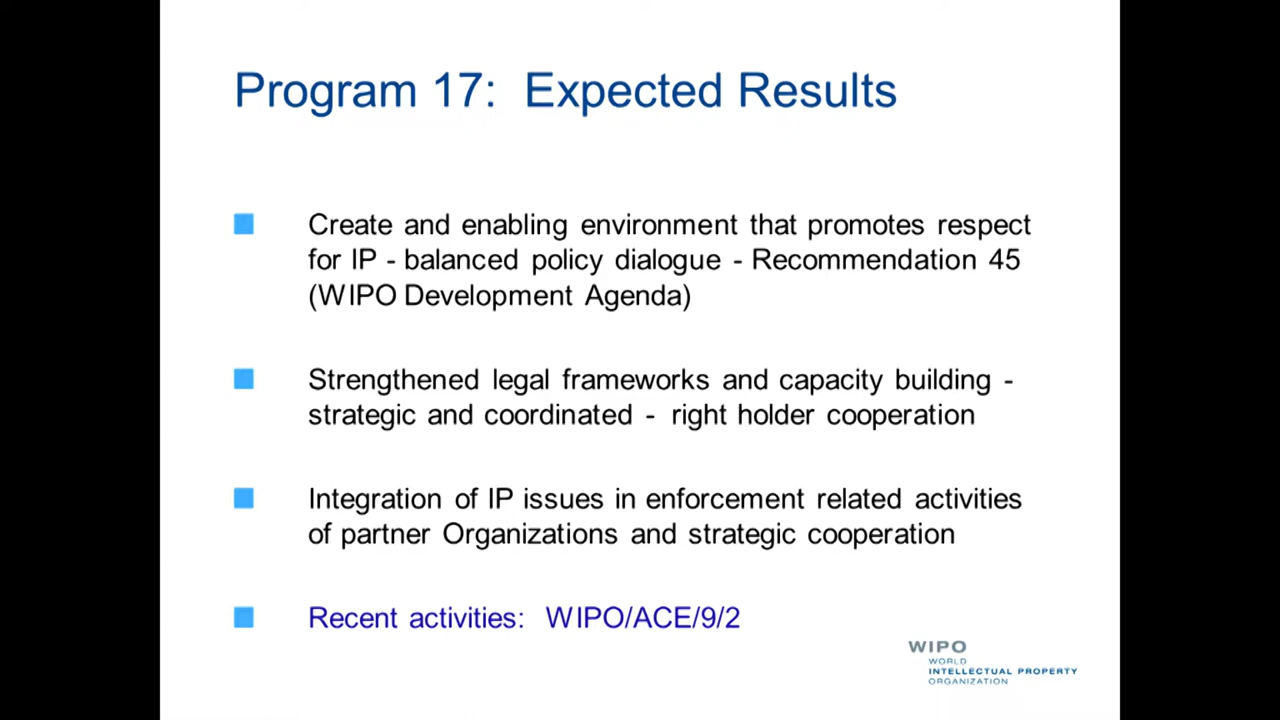 Program 17: Expected Results
Create and enabling environment that promotes respect
for IP - balanced policy dialogue - Recommendation 45
(WIPO Development Agenda)
Strengthened legal frameworks and capacity building -
strategic and coordinated - right holder cooperation
Integration of IP issues in enforcement related activities
of partner Organizations and strategic cooperation
Recent activities: WIPO/ACE/9/2
WIPO
WORLD
INTELLECTUAL PROPERTY
ORGANIZATION